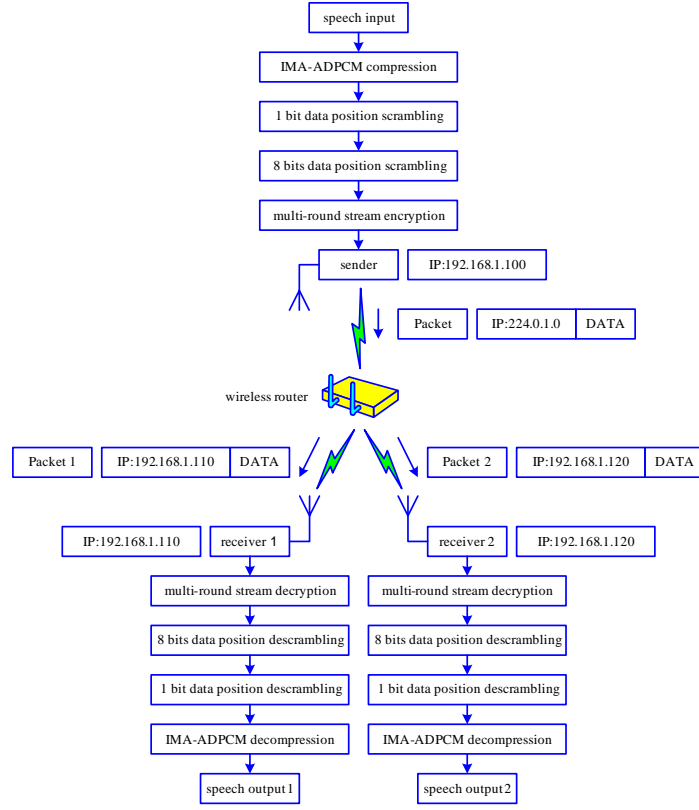 speech input
IMA-ADPCM compression
1 bit data position scrambling
8 bits data position scrambling
multi-round stream encryption
sender IP:192.168.1.100
Packet IP:224.0.1.0 DATA
wireless router
Packet 1 IP:192.168.1.110 DATA Packet 2 IP:192.168.1.120 DATA
IP:192.168.1.110 receiver 1 receiver 2 IP:192.168.1.120
multi-round stream decryption multi-round stream decryption
8 bits data position descrambling 8 bits data position descrambling
1 bit data position descrambling 1 bit data position descrambling
IMA-ADPCM decompression IMA-ADPCM decompression
speech output1 speech output2